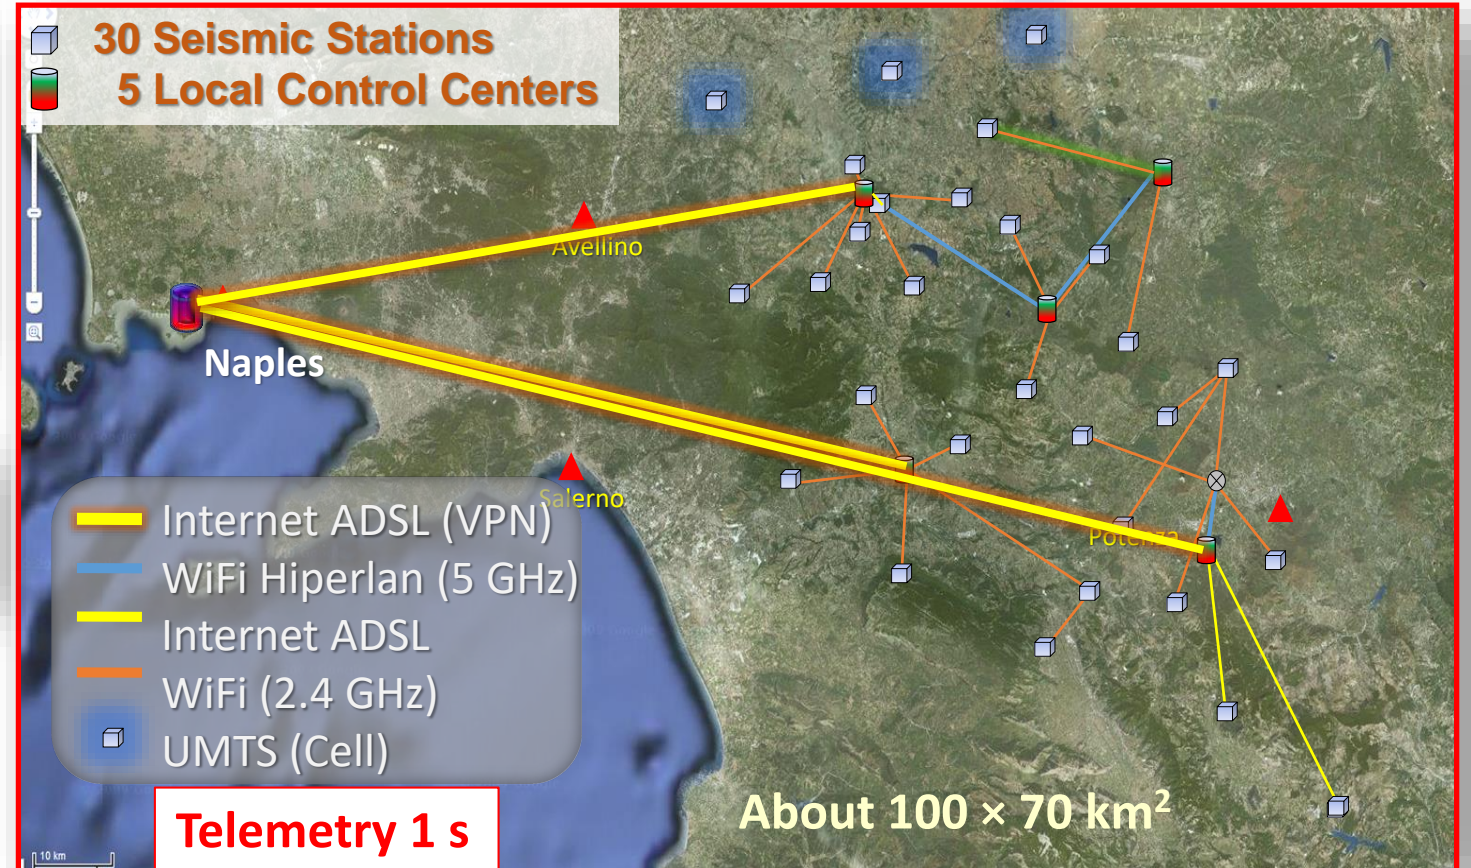 30 Seismic Stations
5 Local Control Centers
Avellino
Naples
Salerno
Potenza
Internet ADSL (VPN)
WiFi Hiperlan (5 GHz)
Internet ADSL
WiFi (2.4 GHz)
UMTS (Cell)
Telemetry 1 s
About 100 × 70 km²
10 km